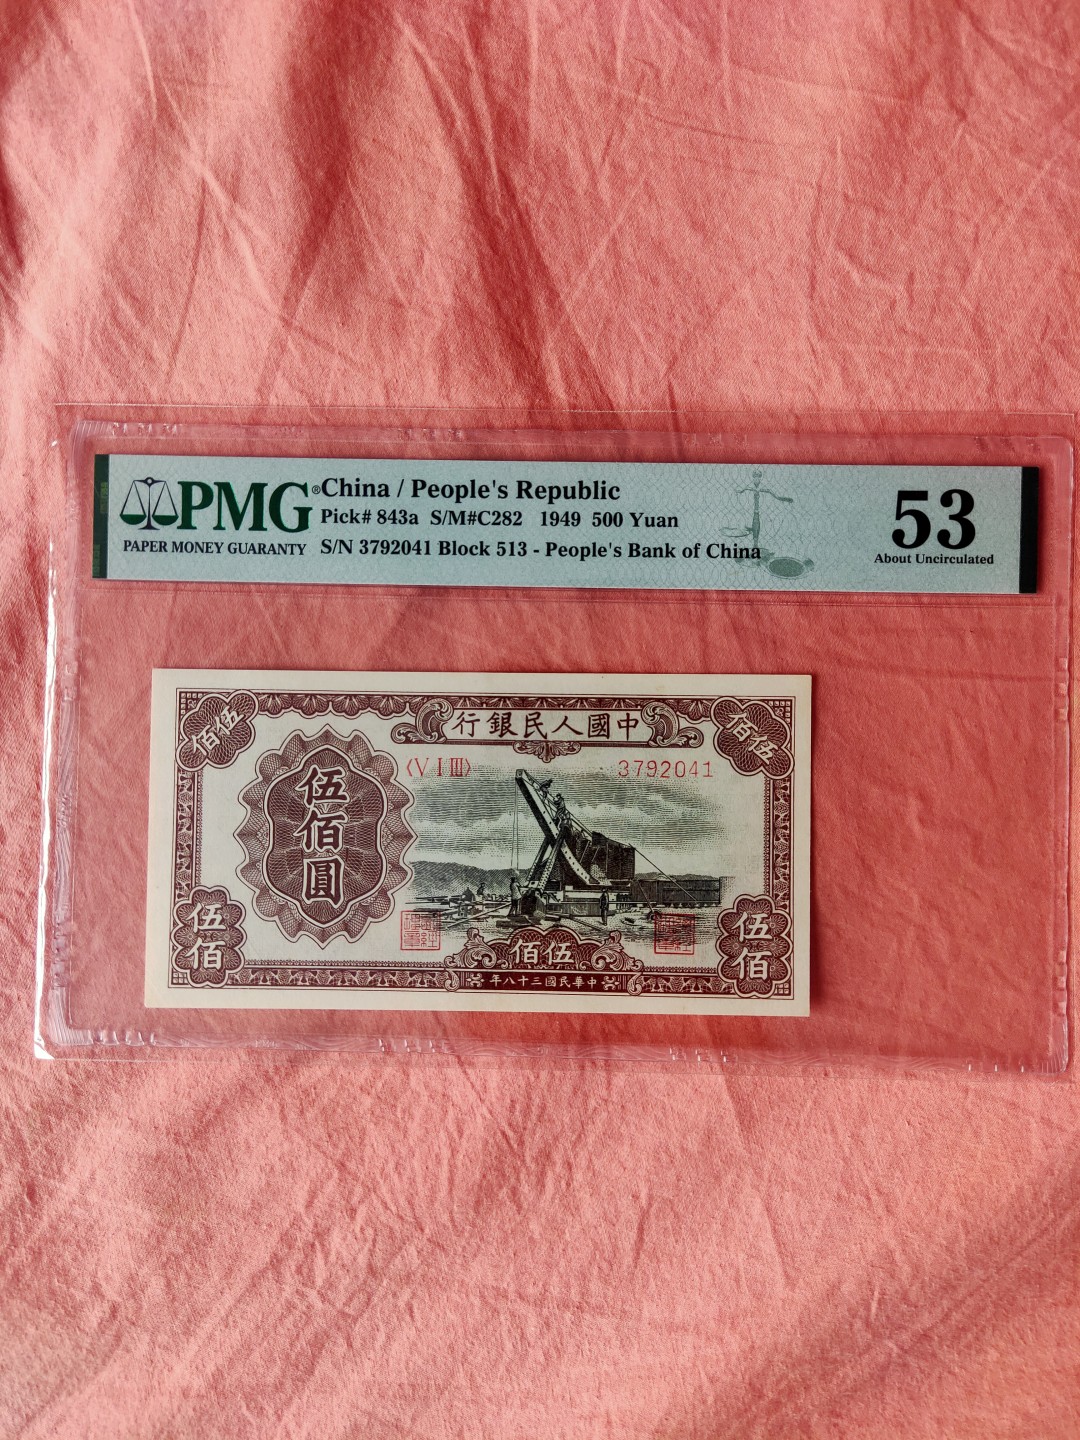 PMG®
PAPER MONEY GUARANTY
China / People's Republic
Pick# 843a S/M#C282 1949 500 Yuan
S/N 3792041 Block 513 - People's Bank of China
53
About Uncirculated
伍佰
行銀民人國中
伍佰
〈V I III〉
3792041
伍佰圓
伍佰
佰伍
伍佰
年八十三國民華中